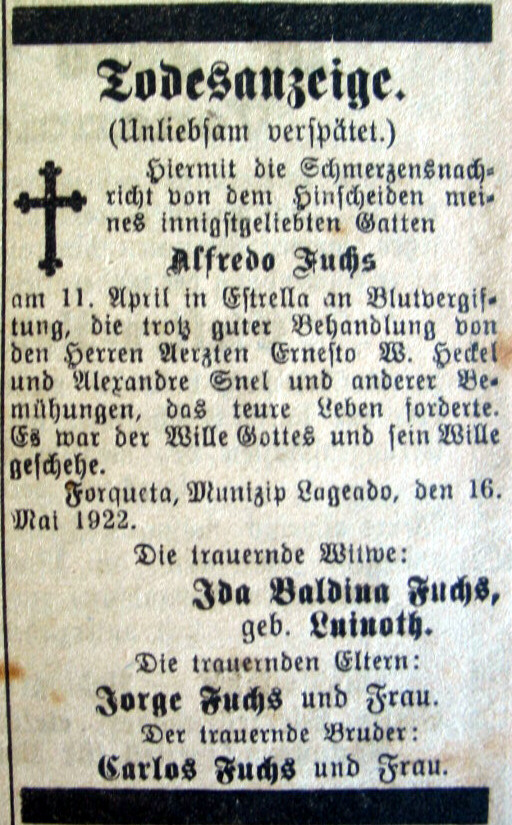 Todesanzeige.
(Unliebsam verspätet.)
Hiermit die Schmerzensnach-
richt von dem Hinscheiden mei-
nes innigstgeliebten Gatten
Alfredo Fuchs
am 11. April in Estrella an Blutvergif-
tung, die trotz guter Behandlung von
den Herren Aerzten Ernesto W. Heckel
und Alexandre Snel und anderer Be-
mühungen, das teure Leben forderte.
Es war der Wille Gottes und sein Wille
geschehe.
Forqueta, Munizip Lageado, den 16.
Mai 1922.
Die trauernde Witwe:
Ida Baldina Fuchs,
geb. Luinoth.
Die trauernden Eltern:
Jorge Fuchs und Frau.
Der trauernde Bruder:
Carlos Fuchs und Frau.